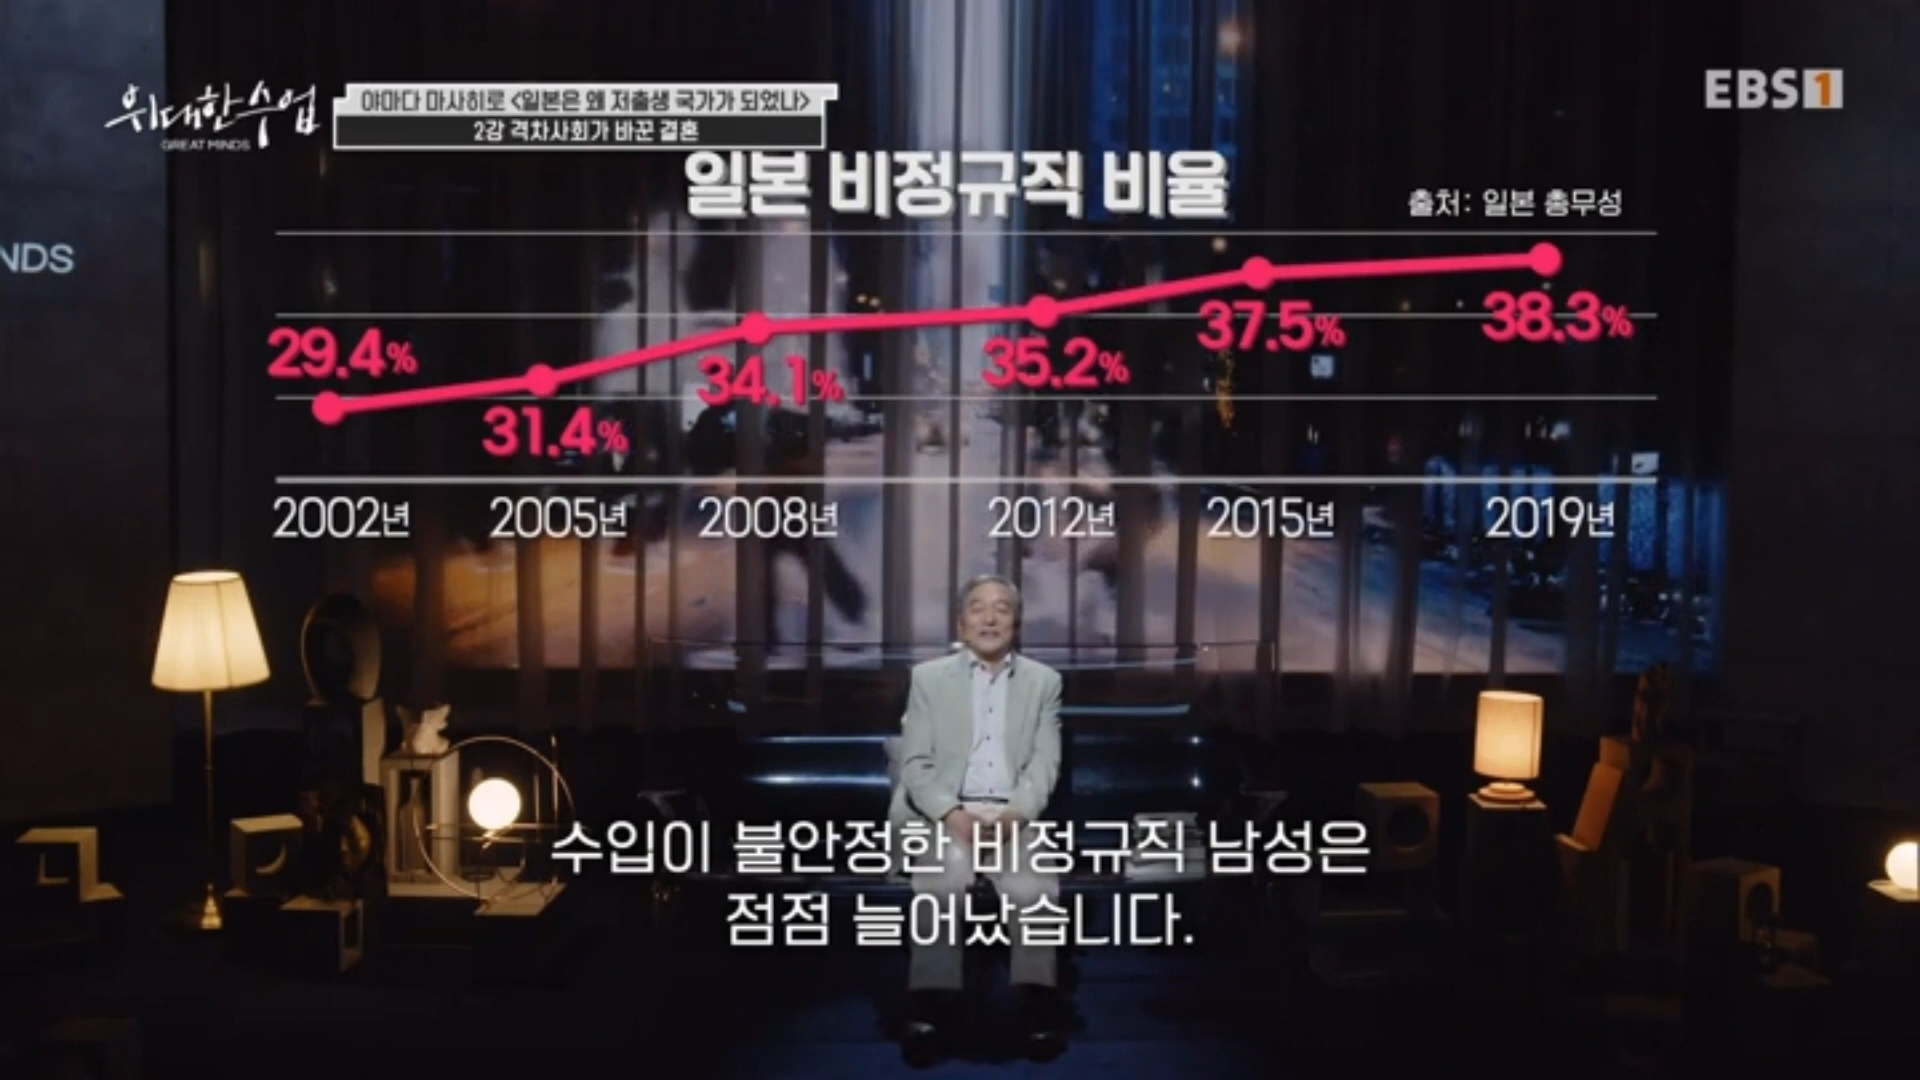 위대한수업
GREAT MINDS
야마다 마사히로 <일본은 왜 저출생 국가가 되었나>
2강 격차사회가 바꾼 결혼
EBS1
일본 비정규직 비율
출처: 일본 총무성
NDS
29.4%
31.4%
34.1%
35.2%
37.5%
38.3%
2002년 2005년 2008년 2012년 2015년 2019년
수입이 불안정한 비정규직 남성은
점점 늘어났습니다.